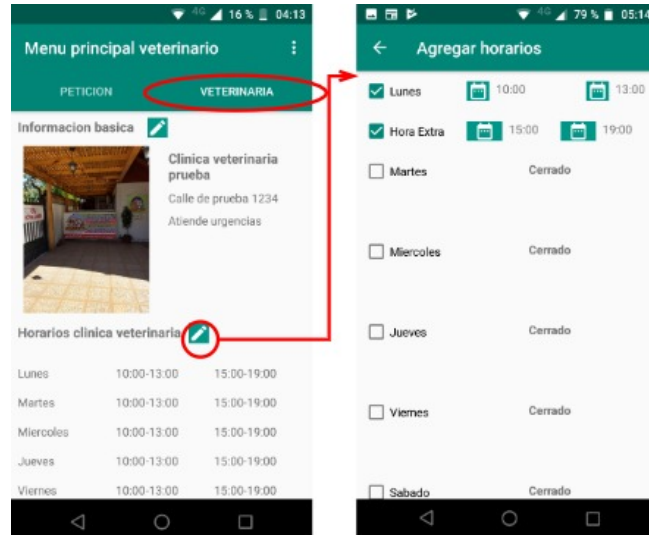 4G 16 % 04:13
Menu principal veterinario
PETICION VETERINARIA
Informacion basica
Clinica veterinaria
prueba
Calle de prueba 1234
Atiende urgencias
Horarios clinica veterinaria
Lunes 10:00-13:00 15:00-19:00
Martes 10:00-13:00 15:00-19:00
Miercoles 10:00-13:00 15:00-19:00
Jueves 10:00-13:00 15:00-19:00
Viernes 10:00-13:00 15:00-19:00
4G 79 % 05:14
Agregar horarios
Lunes 10:00 13:00
Hora Extra 15:00 19:00
Martes Cerrado
Miercoles Cerrado
Jueves Cerrado
Viernes Cerrado
Sabado Cerrado